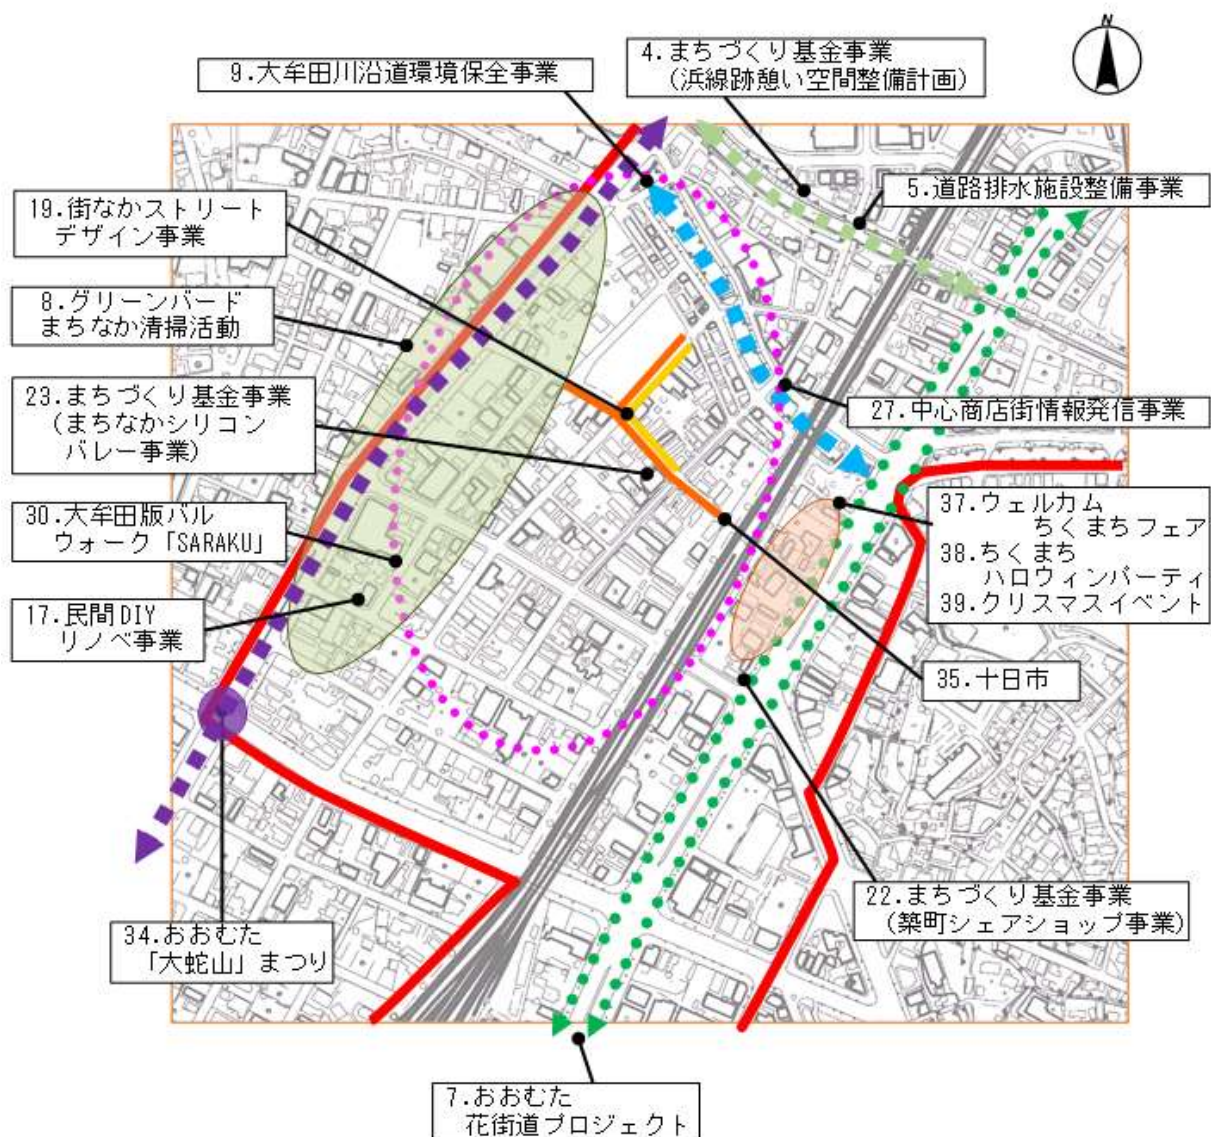 N
4.まちづくり基金事業
(浜線跡憩い空間整備計画)
9.大牟田川沿道環境保全事業
5.道路排水施設整備事業
19.街なかストリート
デザイン事業
8.グリーンバード
まちなか清掃活動
23.まちづくり基金事業
(まちなかシリコン
バレー事業)
27.中心商店街情報発信事業
30.大牟田版バル
ウォーク「SARAKU」
37.ウェルカム
ちくまちフェア
38.ちくまち
ハロウィンパーティ
39.クリスマスイベント
17.民間DIY
リノベ事業
35.十日市
22.まちづくり基金事業
(築町シェアショップ事業)
34.おおむた
「大蛇山」まつり
7.おおむた
花街道プロジェクト